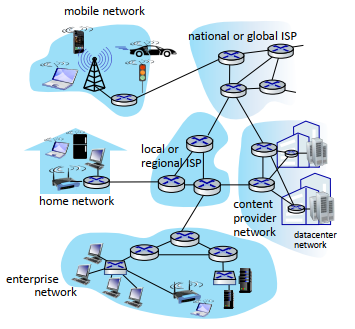 mobile network
national or global ISP
local or
regional ISP
home network
content
provider
network
datacenter
network
enterprise
network